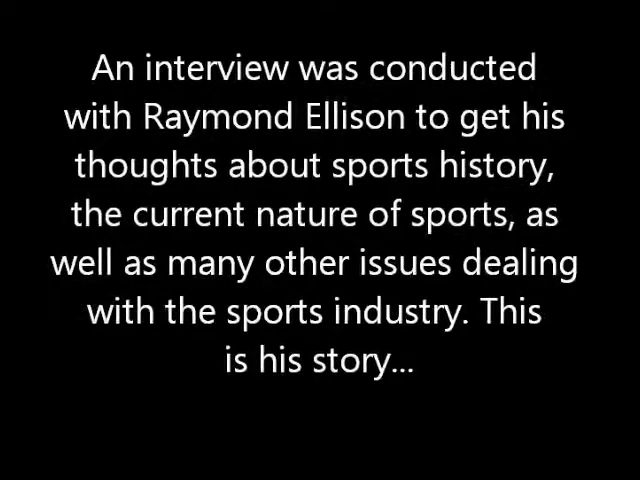 An interview was conducted
with Raymond Ellison to get his
thoughts about sports history,
the current nature of sports, as
well as many other issues dealing
with the sports industry. This
is his story...